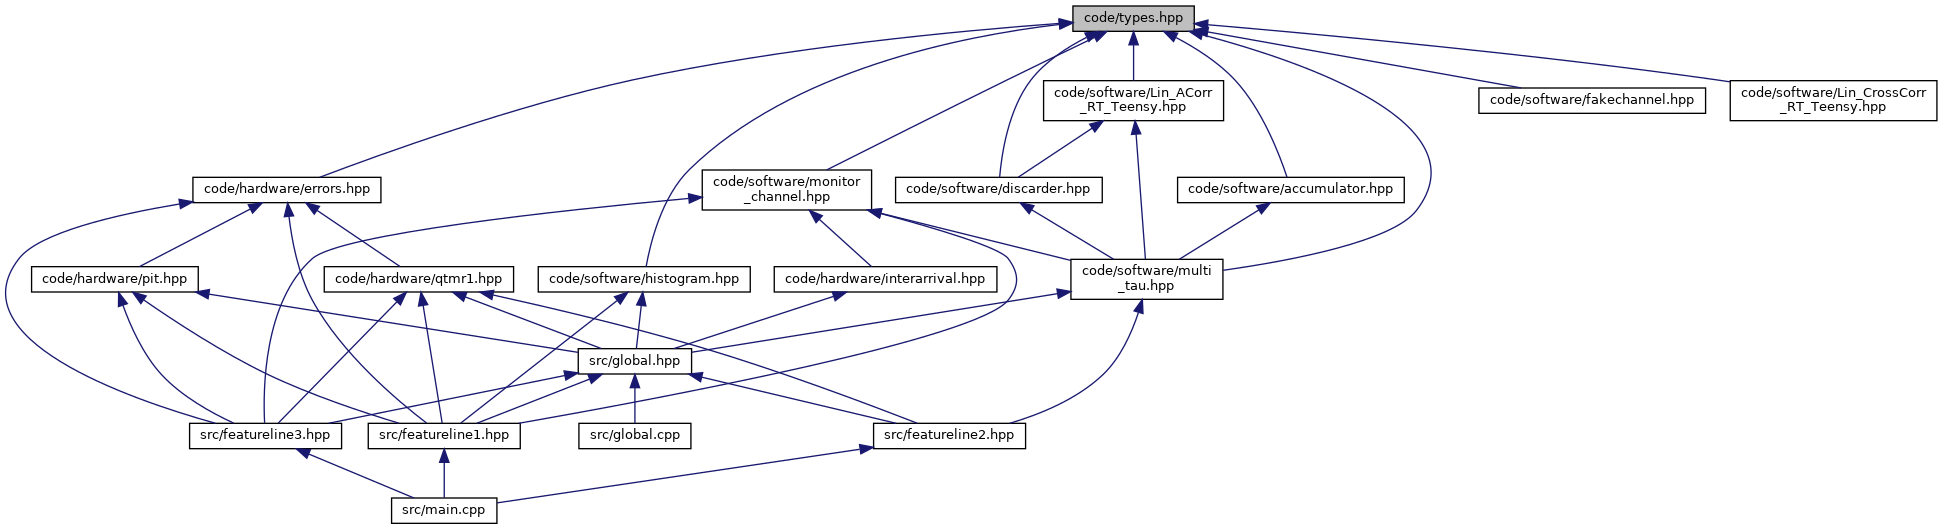 code/types.hpp
code/software/Lin_ACorr
_RT_Teensy.hpp
code/software/fakechannel.hpp
code/software/Lin_CrossCorr
_RT_Teensy.hpp
code/hardware/errors.hpp
code/software/monitor
_channel.hpp
code/software/discarder.hpp
code/software/accumulator.hpp
code/hardware/pit.hpp
code/hardware/qtmr1.hpp
code/software/histogram.hpp
code/hardware/interarrival.hpp
code/software/multi
_tau.hpp
src/global.hpp
src/featureline3.hpp
src/featureline1.hpp
src/global.cpp
src/featureline2.hpp
src/main.cpp